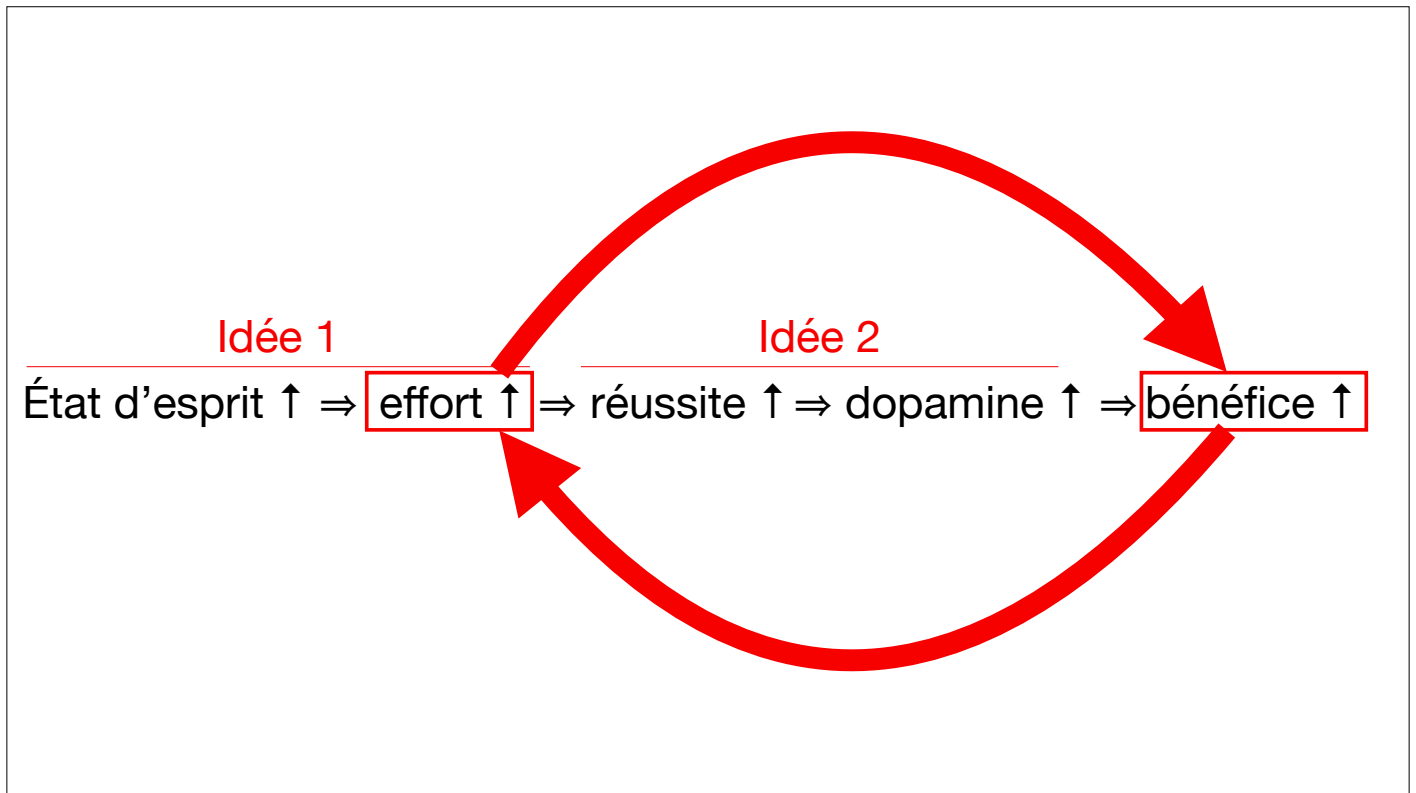 Idée 1 Idée 2
État d’esprit ↑ ⇒ effort ↑ ⇒ réussite ↑ ⇒ dopamine ↑ ⇒ bénéfice ↑